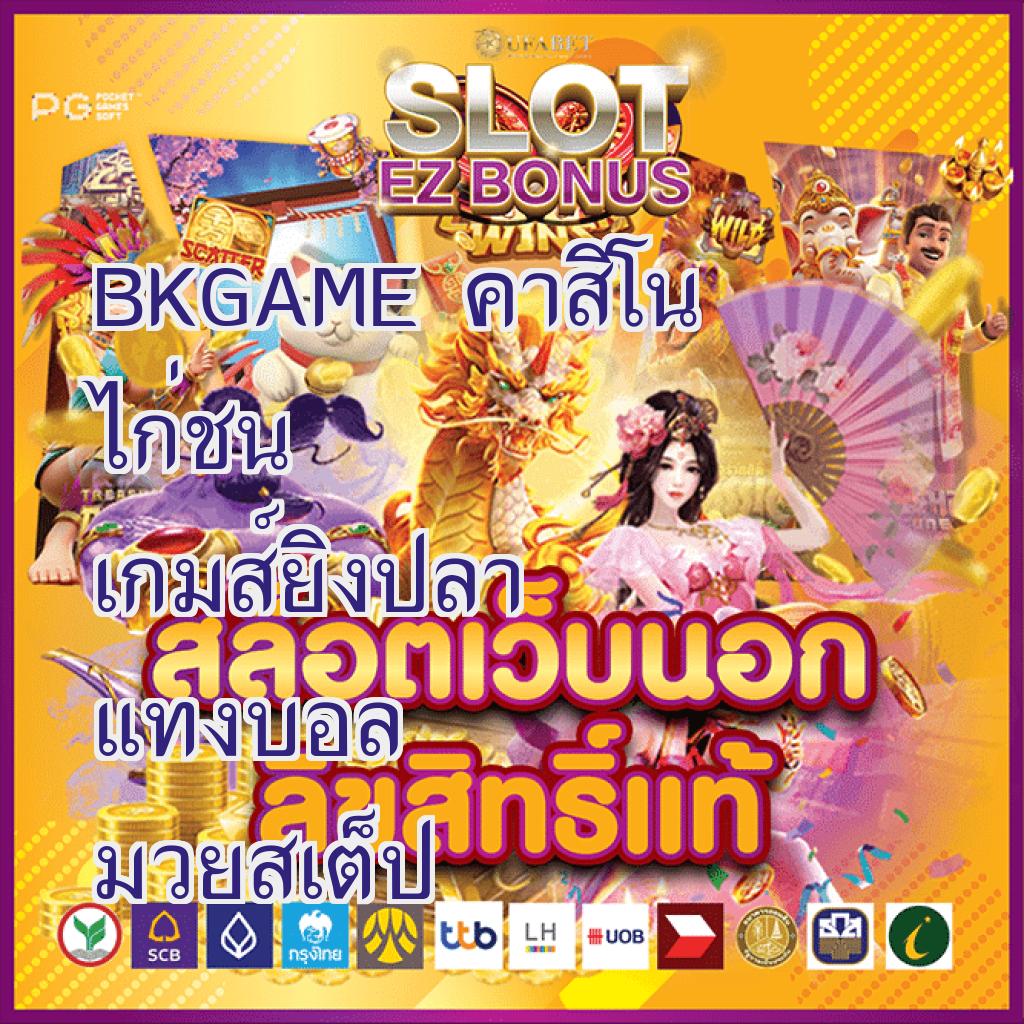 UFABET
SLOT
PG POCKET GAMES SOFT
EZ BONUS
WILD
SCATTER
BKGAME คาสิโน
ไก่ชน
เกมส์ยิงปลา
สล็อตเว็บนอก
แทงบอล
ลิขสิทธิ์แท้
มวยสเต็ป
SCB
กรุงไทย
ttb
LH
UOB